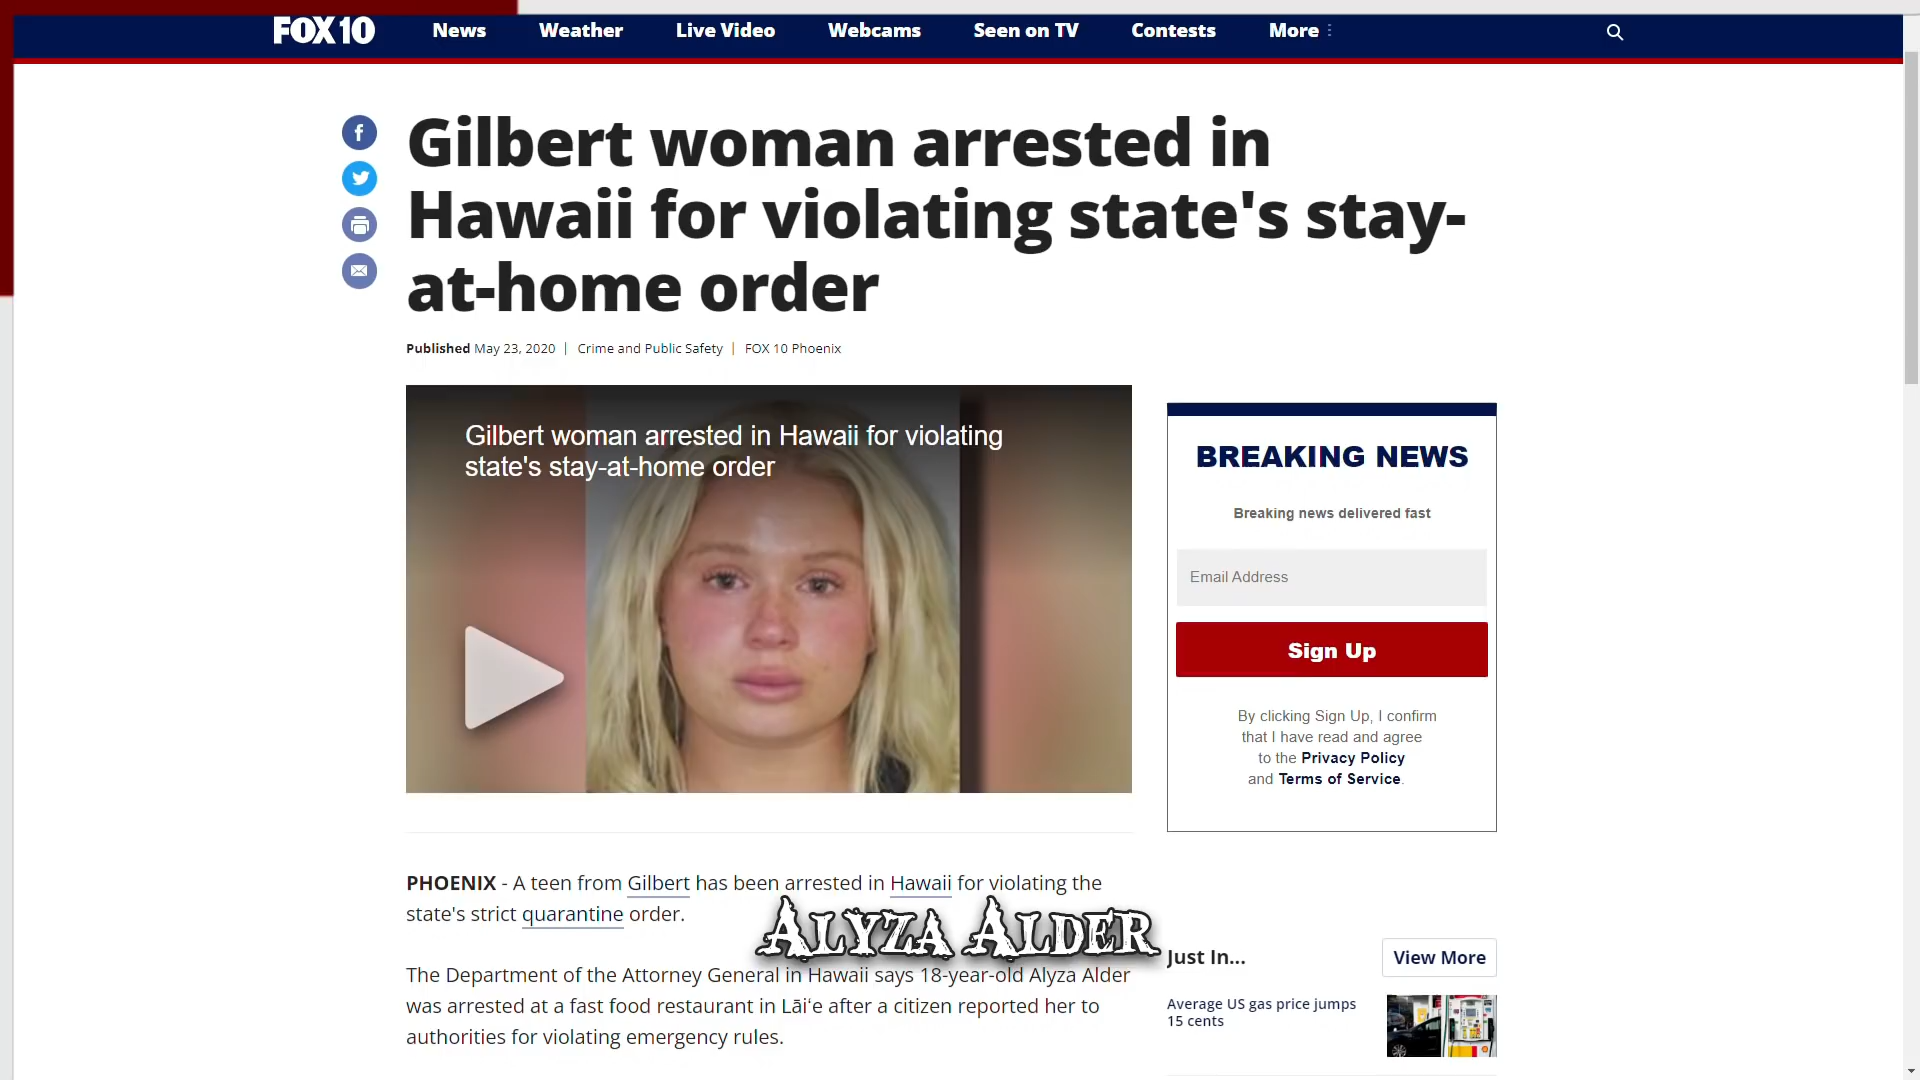 FOX 10 News Weather Live Video Webcams Seen on TV Contests More
Gilbert woman arrested in
Hawaii for violating state's stay-
at-home order
Published May 23, 2020 | Crime and Public Safety | FOX 10 Phoenix
Gilbert woman arrested in Hawaii for violating
state's stay-at-home order
BREAKING NEWS
Breaking news delivered fast
Email Address
Sign Up
By clicking Sign Up, I confirm
that I have read and agree
to the Privacy Policy
and Terms of Service.
PHOENIX - A teen from Gilbert has been arrested in Hawaii for violating the
state's strict quarantine order.
ALYZA ALDER
The Department of the Attorney General in Hawaii says 18-year-old Alyza Alder
was arrested at a fast food restaurant in Lāiʻe after a citizen reported her to
authorities for violating emergency rules.
Just In...
View More
Average US gas price jumps
15 cents